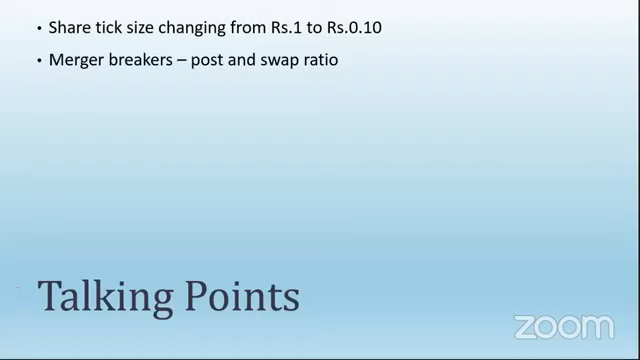 • Share tick size changing from Rs.1 to Rs.0.10
• Merger breakers – post and swap ratio
Talking Points
zoom